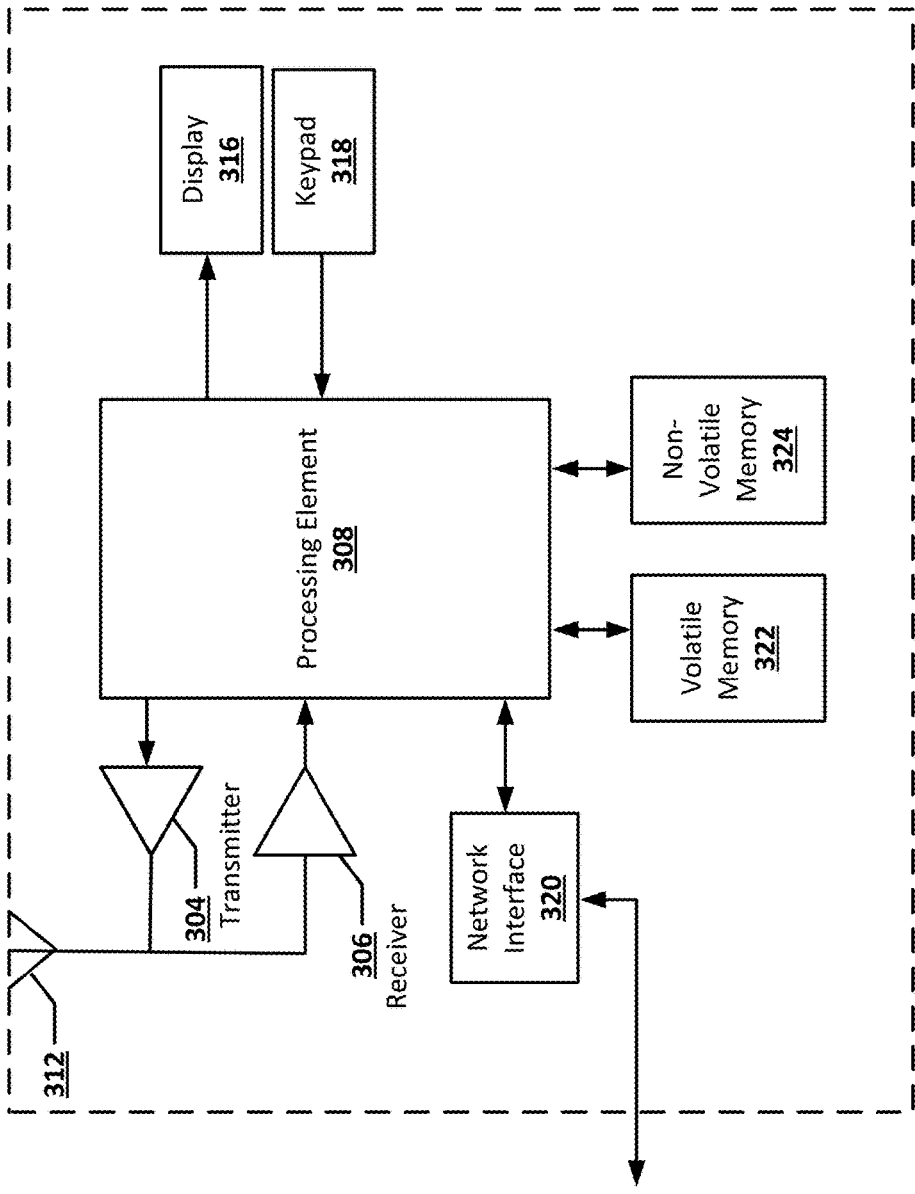 312
304
Transmitter
306
Receiver
Network
Interface
320
Processing Element
308
Display
316
Keypad
318
Volatile
Memory
322
Non-
Volatile
Memory
324